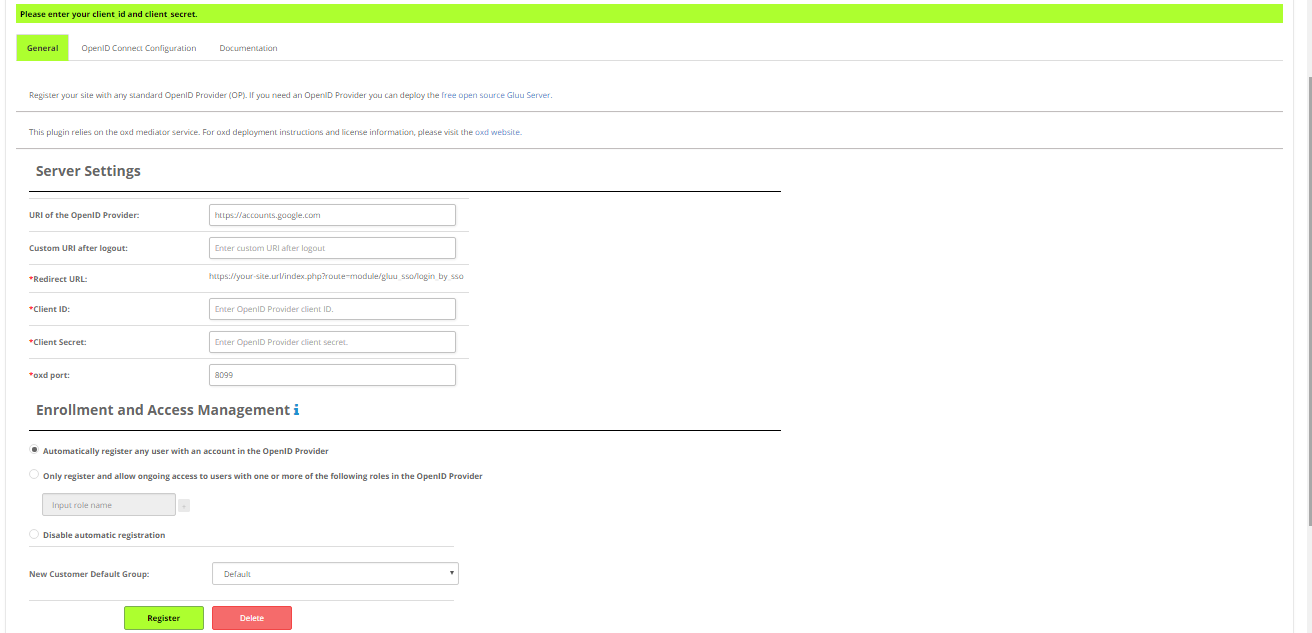 Please enter your client id and client secret.
General OpenID Connect Configuration Documentation
Register your site with any standard OpenID Provider (OP). If you need an OpenID Provider you can deploy the free open source Gluu Server.
This plugin relies on the oxd mediator service. For oxd deployment instructions and license information, please visit the oxd website.
Server Settings
URI of the OpenID Provider: https://accounts.google.com
Custom URI after logout: Enter custom URI after logout
*Redirect URL: https://your-site.url/index.php?route=module/gluu_sso/login_by_sso
*Client ID: Enter OpenID Provider client ID.
*Client Secret: Enter OpenID Provider client secret.
*oxd port: 8099
Enrollment and Access Management i
Automatically register any user with an account in the OpenID Provider
Only register and allow ongoing access to users with one or more of the following roles in the OpenID Provider
Input role name +
Disable automatic registration
New Customer Default Group: Default
Register Delete